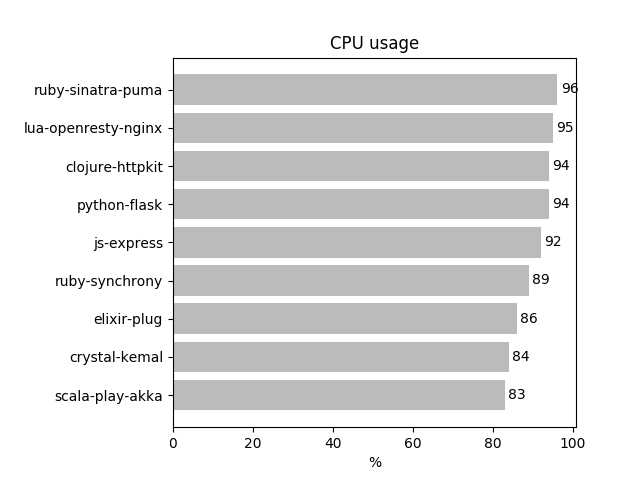 CPU usage
ruby-sinatra-puma 96
lua-openresty-nginx 95
clojure-httpkit 94
python-flask 94
js-express 92
ruby-synchrony 89
elixir-plug 86
crystal-kemal 84
scala-play-akka 83
0 20 40 60 80 100
%